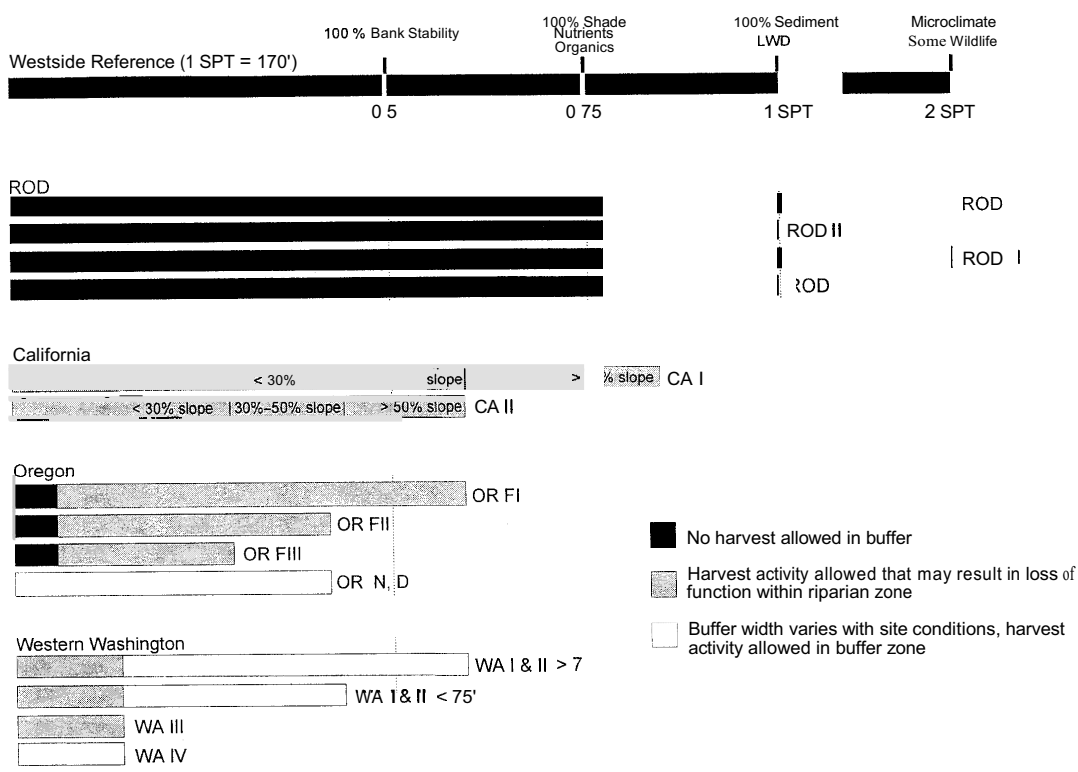 100 % Bank Stability
100% Shade
Nutrients
Organics
100% Sediment
LWD
Microclimate
Some Wildlife
Westside Reference (1 SPT = 170')
0 5
0 75
1 SPT
2 SPT
ROD
ROD
ROD II
ROD I
ROD
California
< 30% slope >
% slope CA I
< 30% slope 30%–50% slope > 50% slope CA II
Oregon
OR FI
OR FII
OR FIII
OR N, D
Western Washington
WA I & II > 7
WA I & II < 75'
WA III
WA IV
No harvest allowed in buffer
Harvest activity allowed that may result in loss of
function within riparian zone
Buffer width varies with site conditions, harvest
activity allowed in buffer zone